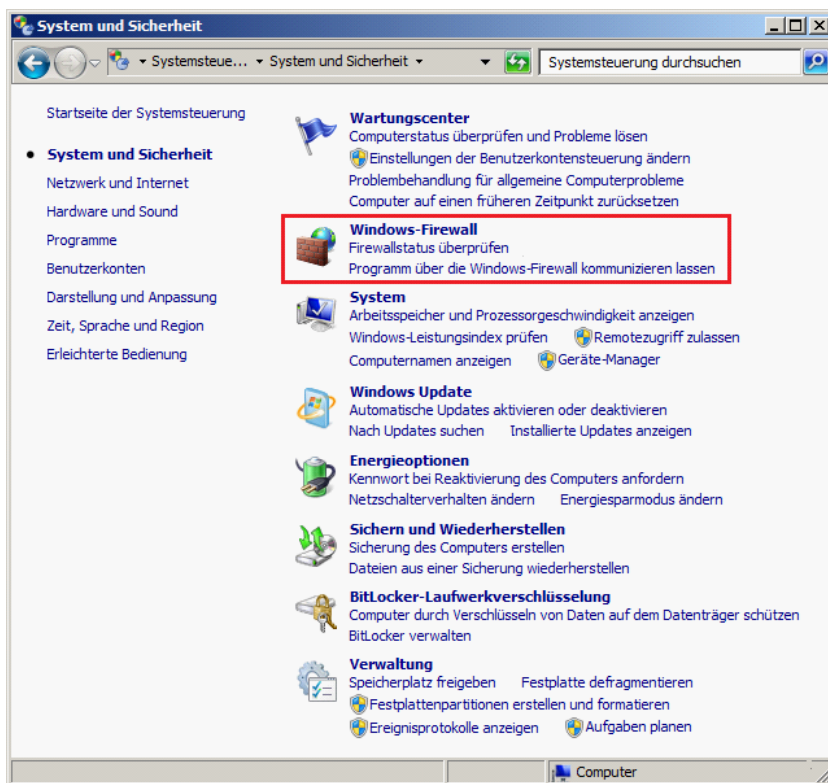 System und Sicherheit
Systemsteue... System und Sicherheit
Systemsteuerung durchsuchen
Startseite der Systemsteuerung
System und Sicherheit
Netzwerk und Internet
Hardware und Sound
Programme
Benutzerkonten
Darstellung und Anpassung
Zeit, Sprache und Region
Erleichterte Bedienung
Wartungscenter
Computerstatus überprüfen und Probleme lösen
Einstellungen der Benutzerkontensteuerung ändern
Problembehandlung für allgemeine Computerprobleme
Computer auf einen früheren Zeitpunkt zurücksetzen
Windows-Firewall
Firewallstatus überprüfen
Programm über die Windows-Firewall kommunizieren lassen
System
Arbeitsspeicher und Prozessorgeschwindigkeit anzeigen
Windows-Leistungsindex prüfen Remotezugriff zulassen
Computernamen anzeigen Geräte-Manager
Windows Update
Automatische Updates aktivieren oder deaktivieren
Nach Updates suchen Installierte Updates anzeigen
Energieoptionen
Kennwort bei Reaktivierung des Computers anfordern
Netzschalterverhalten ändern Energiesparmodus ändern
Sichern und Wiederherstellen
Sicherung des Computers erstellen
Dateien aus einer Sicherung wiederherstellen
BitLocker-Laufwerkverschlüsselung
Computer durch Verschlüsseln von Daten auf dem Datenträger schützen
BitLocker verwalten
Verwaltung
Speicherplatz freigeben Festplatte defragmentieren
Festplattenpartitionen erstellen und formatieren
Ereignisprotokolle anzeigen Aufgaben planen
Computer